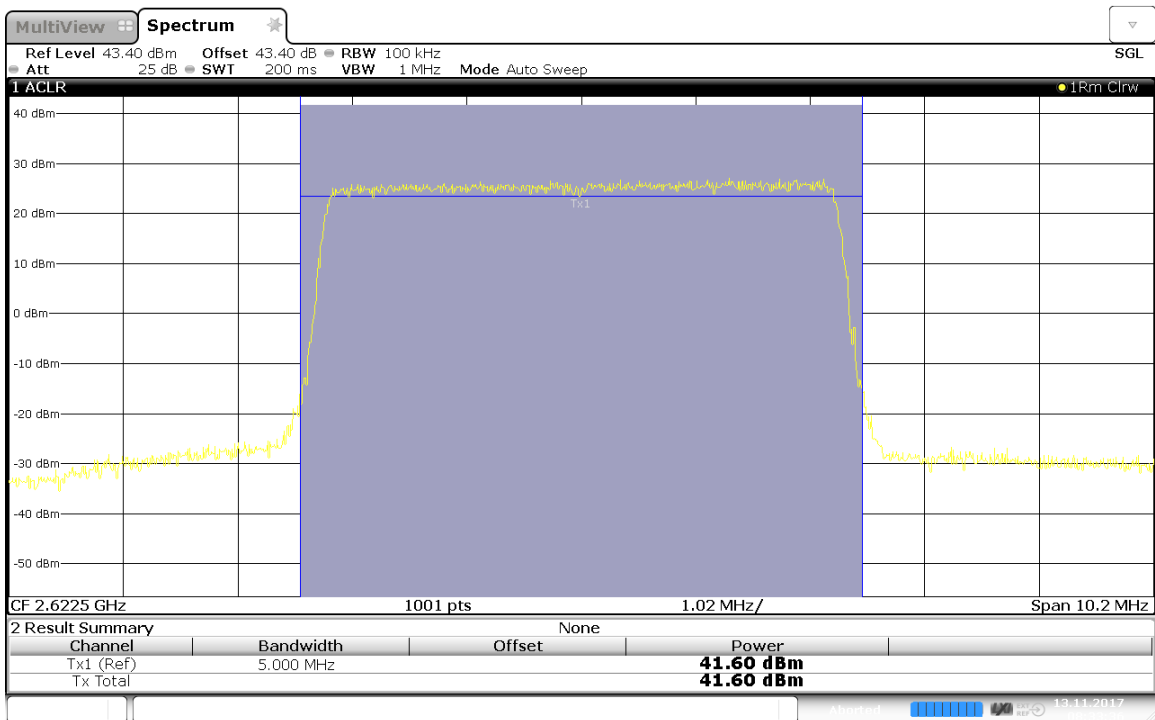 MultiView Spectrum
Ref Level 43.40 dBm Offset 43.40 dB RBW 100 kHz SGL
Att 25 dB SWT 200 ms VBW 1 MHz Mode Auto Sweep
1 ACLR 1Rm Clrw
40 dBm
30 dBm
Tx1
20 dBm
10 dBm
0 dBm
-10 dBm
-20 dBm
-30 dBm
-40 dBm
-50 dBm
CF 2.6225 GHz 1001 pts 1.02 MHz/ Span 10.2 MHz
2 Result Summary None
Channel Bandwidth Offset Power
Tx1 (Ref) 5.000 MHz 41.60 dBm
Tx Total 41.60 dBm
Aborted LXI EXT REF 13.11.2017